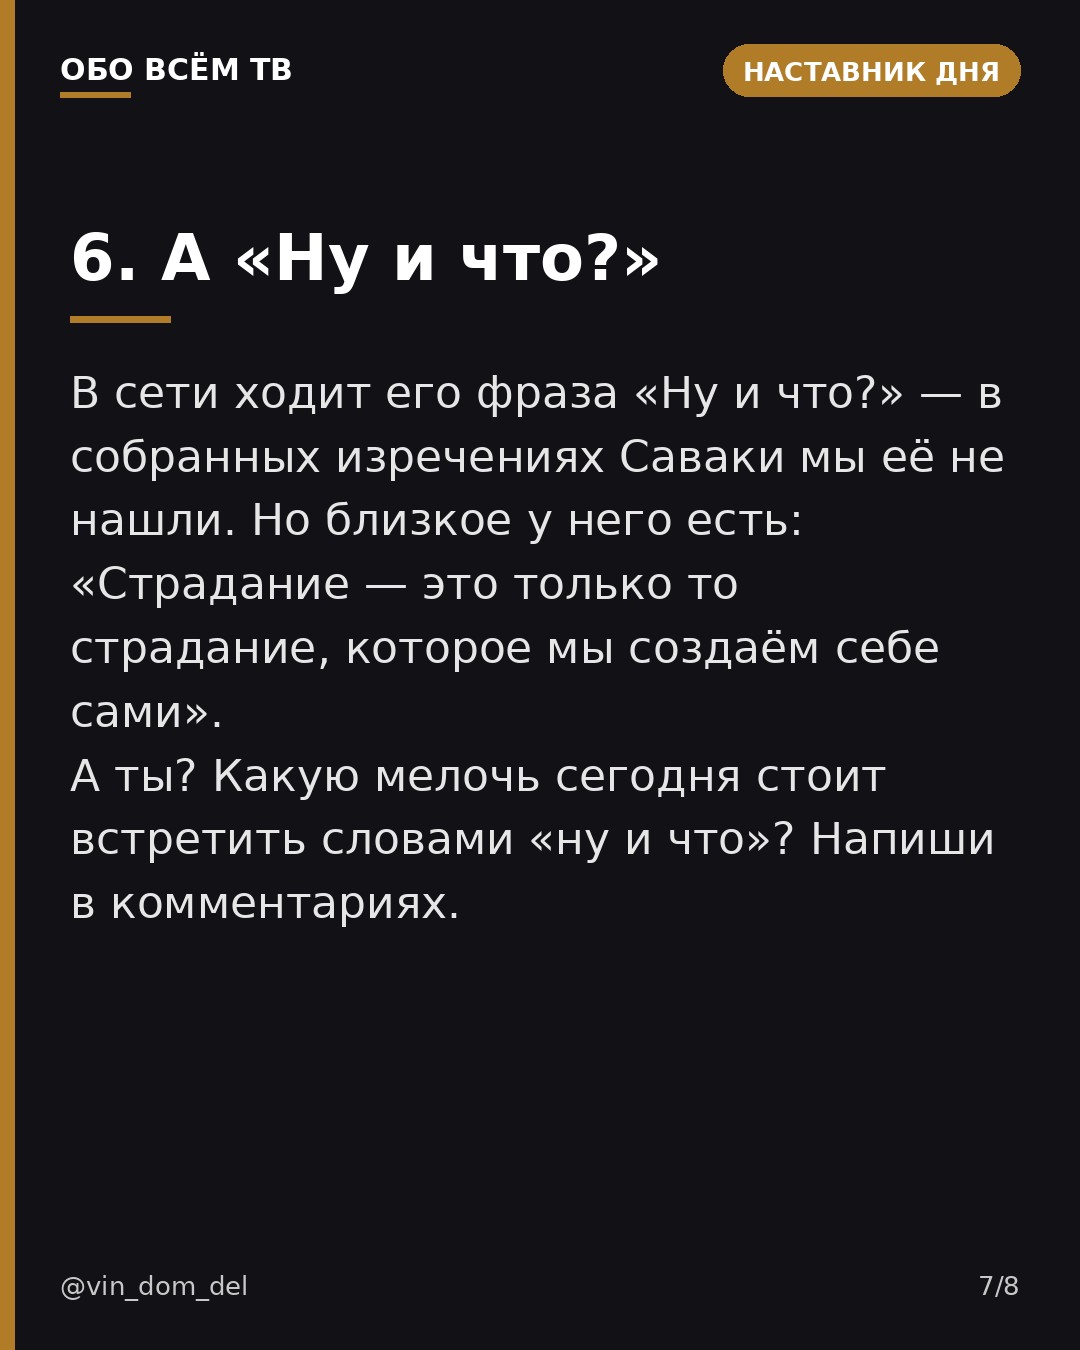 ОБО ВСЁМ ТВ
НАСТАВНИК ДНЯ
6. А «Ну и что?»
В сети ходит его фраза «Ну и что?» — в
собранных изречениях Саваки мы её не
нашли. Но близкое у него есть:
«Страдание — это только то
страдание, которое мы создаём себе
сами».
А ты? Какую мелочь сегодня стоит
встретить словами «ну и что»? Напиши
в комментариях.
@vin_dom_del
7/8